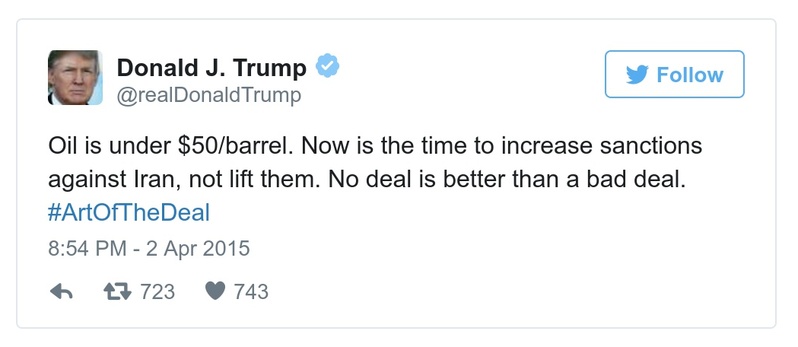 Donald J. Trump
@realDonaldTrump
Follow
Oil is under $50/barrel. Now is the time to increase sanctions
against Iran, not lift them. No deal is better than a bad deal.
#ArtOfTheDeal
8:54 PM - 2 Apr 2015
723 743